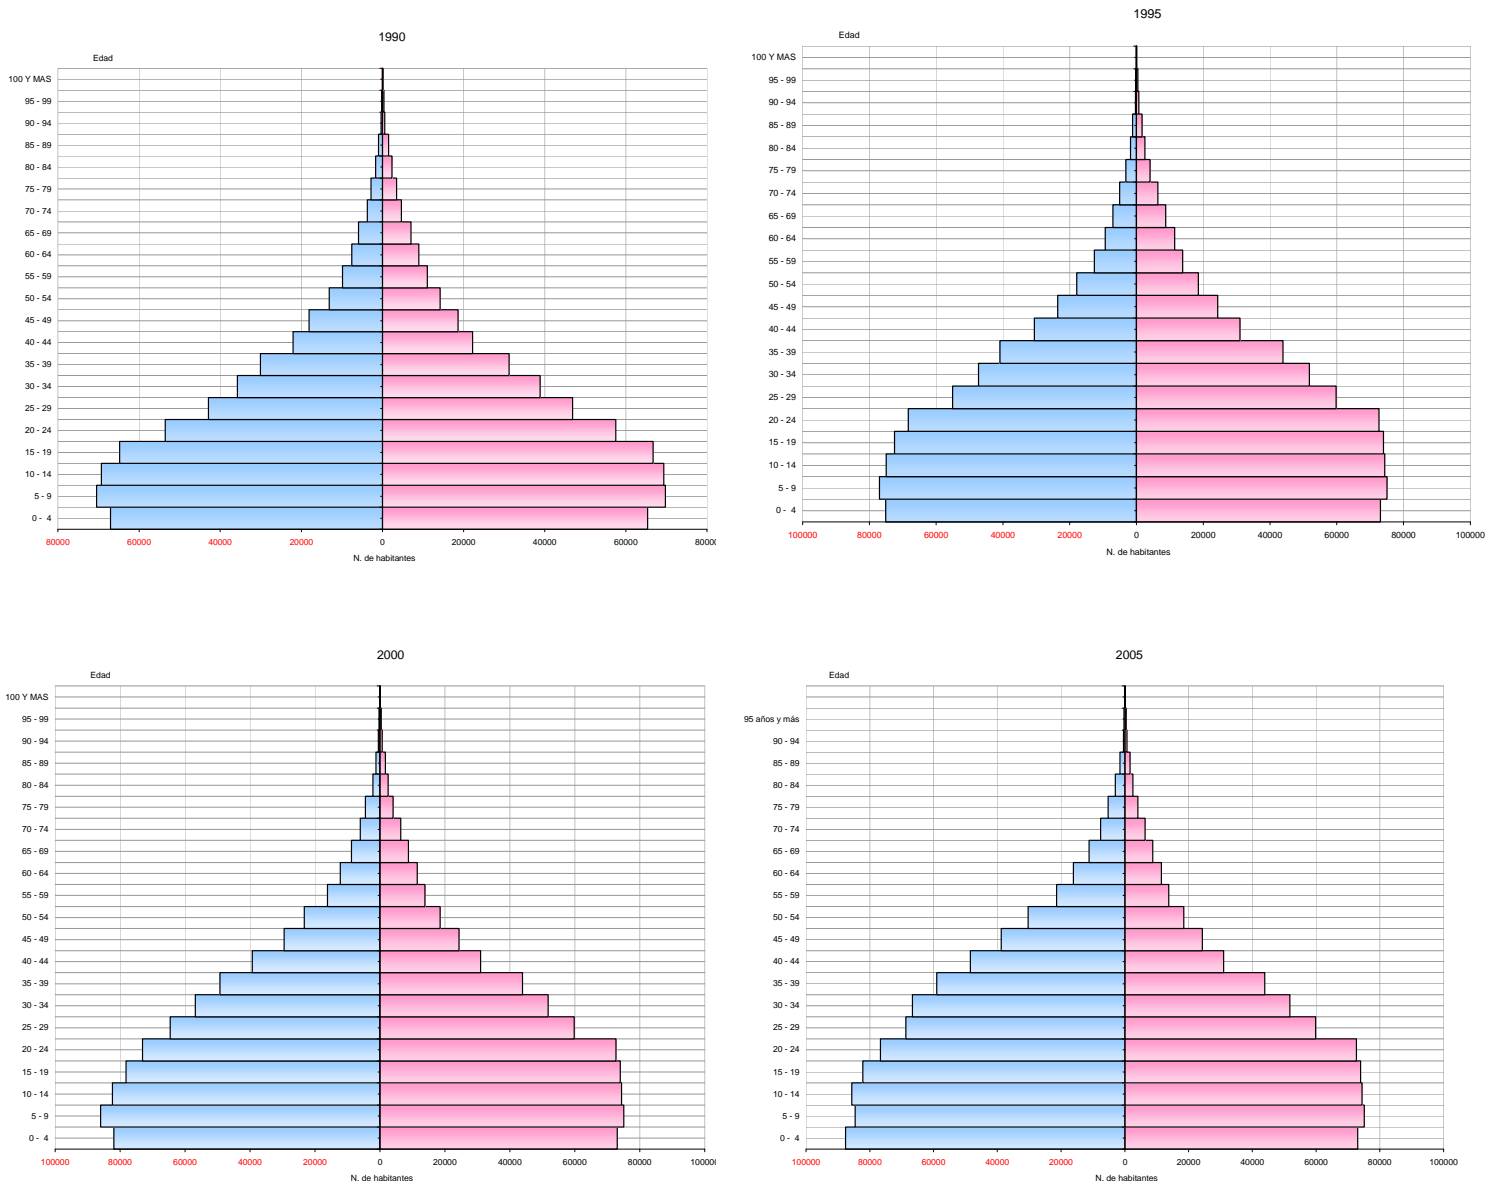 1990
Edad
100 Y MAS
95 - 99
90 - 94
85 - 89
80 - 84
75 - 79
70 - 74
65 - 69
60 - 64
55 - 59
50 - 54
45 - 49
40 - 44
35 - 39
30 - 34
25 - 29
20 - 24
15 - 19
10 - 14
5 - 9
0 - 4
80000 60000 40000 20000 0 20000 40000 60000 80000
N. de habitantes
1995
Edad
100 Y MAS
95 - 99
90 - 94
85 - 89
80 - 84
75 - 79
70 - 74
65 - 69
60 - 64
55 - 59
50 - 54
45 - 49
40 - 44
35 - 39
30 - 34
25 - 29
20 - 24
15 - 19
10 - 14
5 - 9
0 - 4
100000 80000 60000 40000 20000 0 20000 40000 60000 80000 100000
N. de habitantes
2000
Edad
100 Y MAS
95 - 99
90 - 94
85 - 89
80 - 84
75 - 79
70 - 74
65 - 69
60 - 64
55 - 59
50 - 54
45 - 49
40 - 44
35 - 39
30 - 34
25 - 29
20 - 24
15 - 19
10 - 14
5 - 9
0 - 4
100000 80000 60000 40000 20000 0 20000 40000 60000 80000 100000
N. de habitantes
2005
Edad
95 años y más
90 - 94
85 - 89
80 - 84
75 - 79
70 - 74
65 - 69
60 - 64
55 - 59
50 - 54
45 - 49
40 - 44
35 - 39
30 - 34
25 - 29
20 - 24
15 - 19
10 - 14
5 - 9
0 - 4
100000 80000 60000 40000 20000 0 20000 40000 60000 80000 100000
N. de habitantes